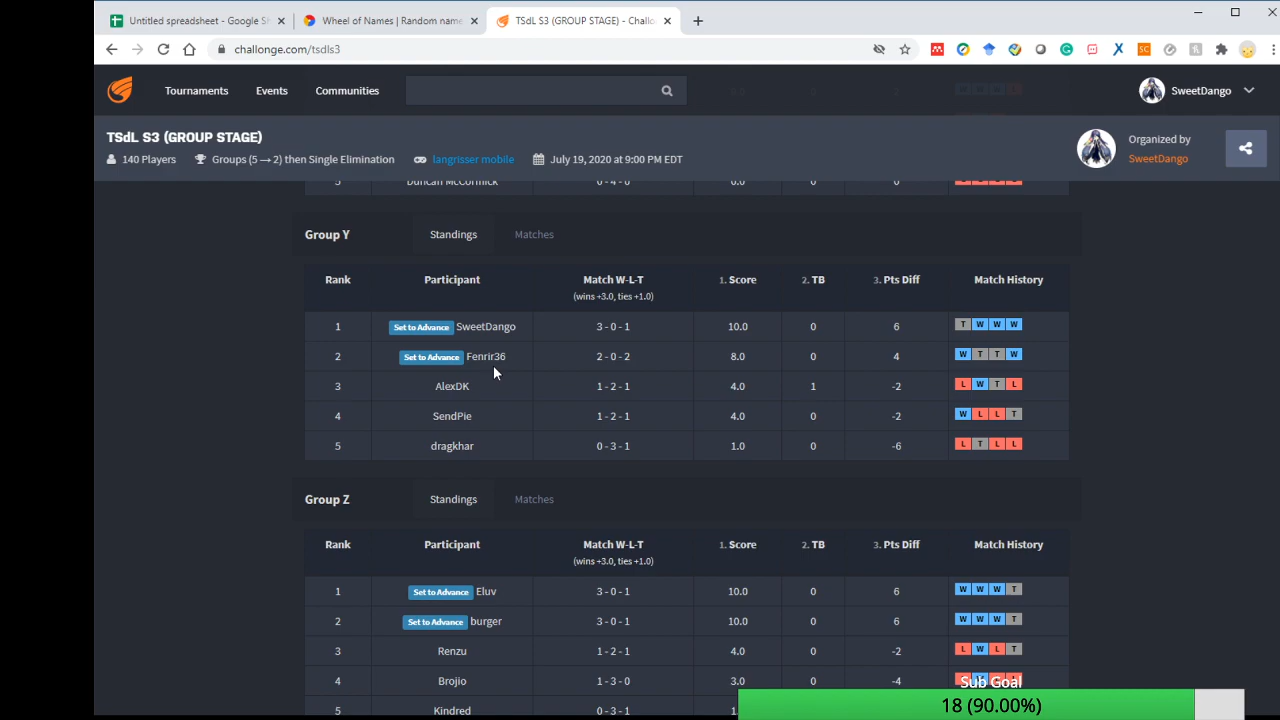 Untitled spreadsheet - Google Sh
Wheel of Names | Random name
TSdL S3 (GROUP STAGE) - Challo
challonge.com/tsdls3
Tournaments Events Communities
SweetDango
TSdL S3 (GROUP STAGE)
140 Players Groups (5 → 2) then Single Elimination langrisser mobile July 19, 2020 at 9:00 PM EDT
Organized by
SweetDango
5 Duncan McCormick 0 - 4 - 0 0.0 0 0 L L L L
Group Y Standings Matches
Rank Participant Match W-L-T 1. Score 2. TB 3. Pts Diff Match History
(wins +3.0, ties +1.0)
1 Set to Advance SweetDango 3 - 0 - 1 10.0 0 6 T W W W
2 Set to Advance Fenrir36 2 - 0 - 2 8.0 0 4 W T T W
3 AlexDK 1 - 2 - 1 4.0 1 -2 L W T L
4 SendPie 1 - 2 - 1 4.0 0 -2 W L L T
5 dragkhar 0 - 3 - 1 1.0 0 -6 L T L L
Group Z Standings Matches
Rank Participant Match W-L-T 1. Score 2. TB 3. Pts Diff Match History
(wins +3.0, ties +1.0)
1 Set to Advance Eluv 3 - 0 - 1 10.0 0 6 W W W T
2 Set to Advance burger 3 - 0 - 1 10.0 0 6 W W W T
3 Renzu 1 - 2 - 1 4.0 0 -2 L W L T
4 Brojio 1 - 3 - 0 3.0 0 -4
Sub Goal
5 Kindred 0 - 3 - 1
18 (90.00%)